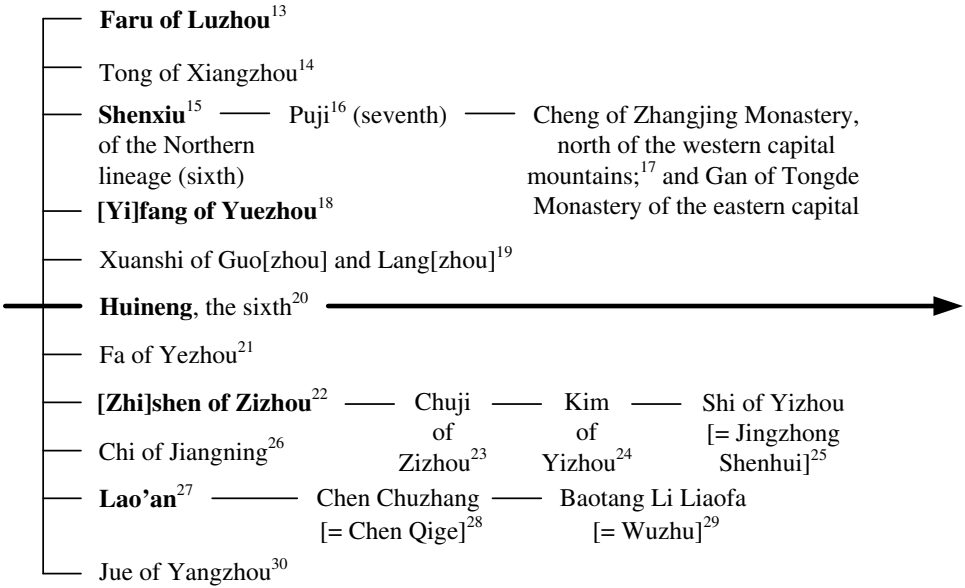 Faru of Luzhou13
Tong of Xiangzhou14
Shenxiu15
of the Northern
lineage (sixth)
Puji16 (seventh)
Cheng of Zhangjing Monastery,
north of the western capital
mountains;17 and Gan of Tongde
Monastery of the eastern capital
[Yi]fang of Yuezhou18
Xuanshi of Guo[zhou] and Lang[zhou]19
Huineng, the sixth20
Fa of Yezhou21
[Zhi]shen of Zizhou22
Chuji
of
Zizhou23
Kim
of
Yizhou24
Shi of Yizhou
[= Jingzhong
Shenhui]25
Chi of Jiangning26
Lao’an27
Chen Chuzhang
[= Chen Qige]28
Baotang Li Liaofa
[= Wuzhu]29
Jue of Yangzhou30